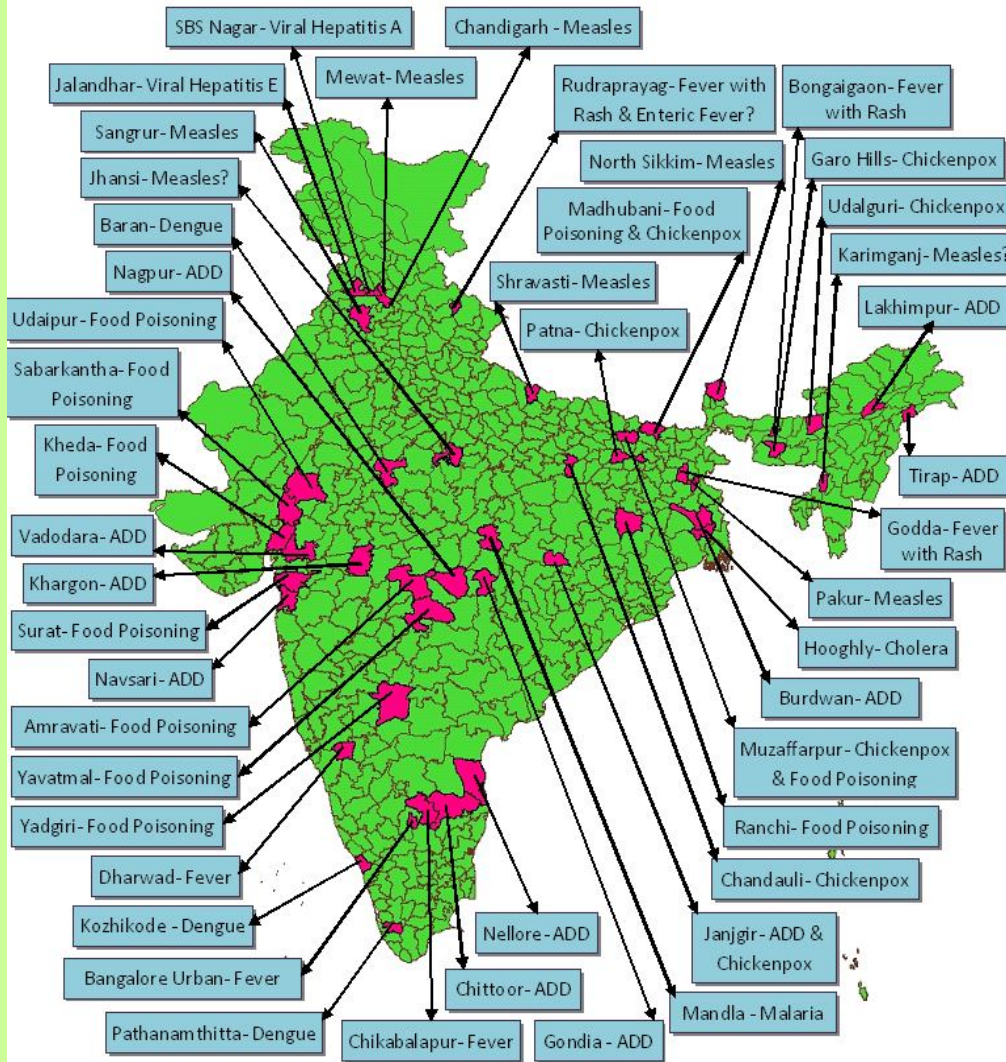 SBS Nagar- Viral Hepatitis A
Chandigarh - Measles
Jalandhar- Viral Hepatitis E
Mewat- Measles
Rudraprayag- Fever with
Rash & Enteric Fever?
Bongaigaon- Fever
with Rash
Sangrur- Measles
North Sikkim- Measles
Garo Hills- Chickenpox
Jhansi- Measles?
Madhubani- Food
Poisoning & Chickenpox
Udalguri- Chickenpox
Baran- Dengue
Karimganj- Measles?
Nagpur- ADD
Shravasti- Measles
Lakhimpur- ADD
Udaipur- Food Poisoning
Patna- Chickenpox
Sabarkantha- Food
Poisoning
Kheda- Food
Poisoning
Tirap- ADD
Vadodara- ADD
Godda- Fever
with Rash
Khargon- ADD
Pakur- Measles
Surat- Food Poisoning
Hooghly- Cholera
Navsari- ADD
Burdwan- ADD
Amravati- Food Poisoning
Muzaffarpur- Chickenpox
& Food Poisoning
Yavatmal- Food Poisoning
Yadgiri- Food Poisoning
Ranchi- Food Poisoning
Dharwad- Fever
Chandauli- Chickenpox
Kozhikode - Dengue
Nellore- ADD
Janjgir- ADD &
Chickenpox
Bangalore Urban- Fever
Chittoor- ADD
Mandla - Malaria
Pathanamthitta- Dengue
Chikabalapur- Fever
Gondia - ADD